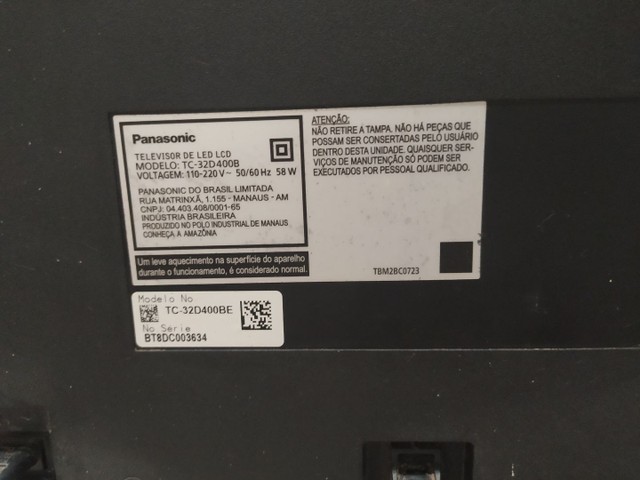 Panasonic
TELEVISOR DE LED LCD
MODELO: TC-32D400B
VOLTAGEM: 110-220 V~ 50/60 Hz 58 W
PANASONIC DO BRASIL LIMITADA
RUA MATRINXÃ, 1.155 - MANAUS - AM
CNPJ: 04.403.408/0001-65
INDÚSTRIA BRASILEIRA
PRODUZIDO NO POLO INDUSTRIAL DE MANAUS
CONHEÇA A AMAZÔNIA
Um leve aquecimento na superfície do aparelho
durante o funcionamento, é considerado normal.
ATENÇÃO:
NÃO RETIRE A TAMPA. NÃO HÁ PEÇAS QUE
POSSAM SER CONSERTADAS PELO USUÁRIO
DENTRO DESTA UNIDADE. QUAISQUER SER-
VIÇOS DE MANUTENÇÃO SÓ PODEM SER
EXECUTADOS POR PESSOAL QUALIFICADO.
TBM2BC0723
Modelo No
TC-32D400BE
No.Serie
BT8DC003634